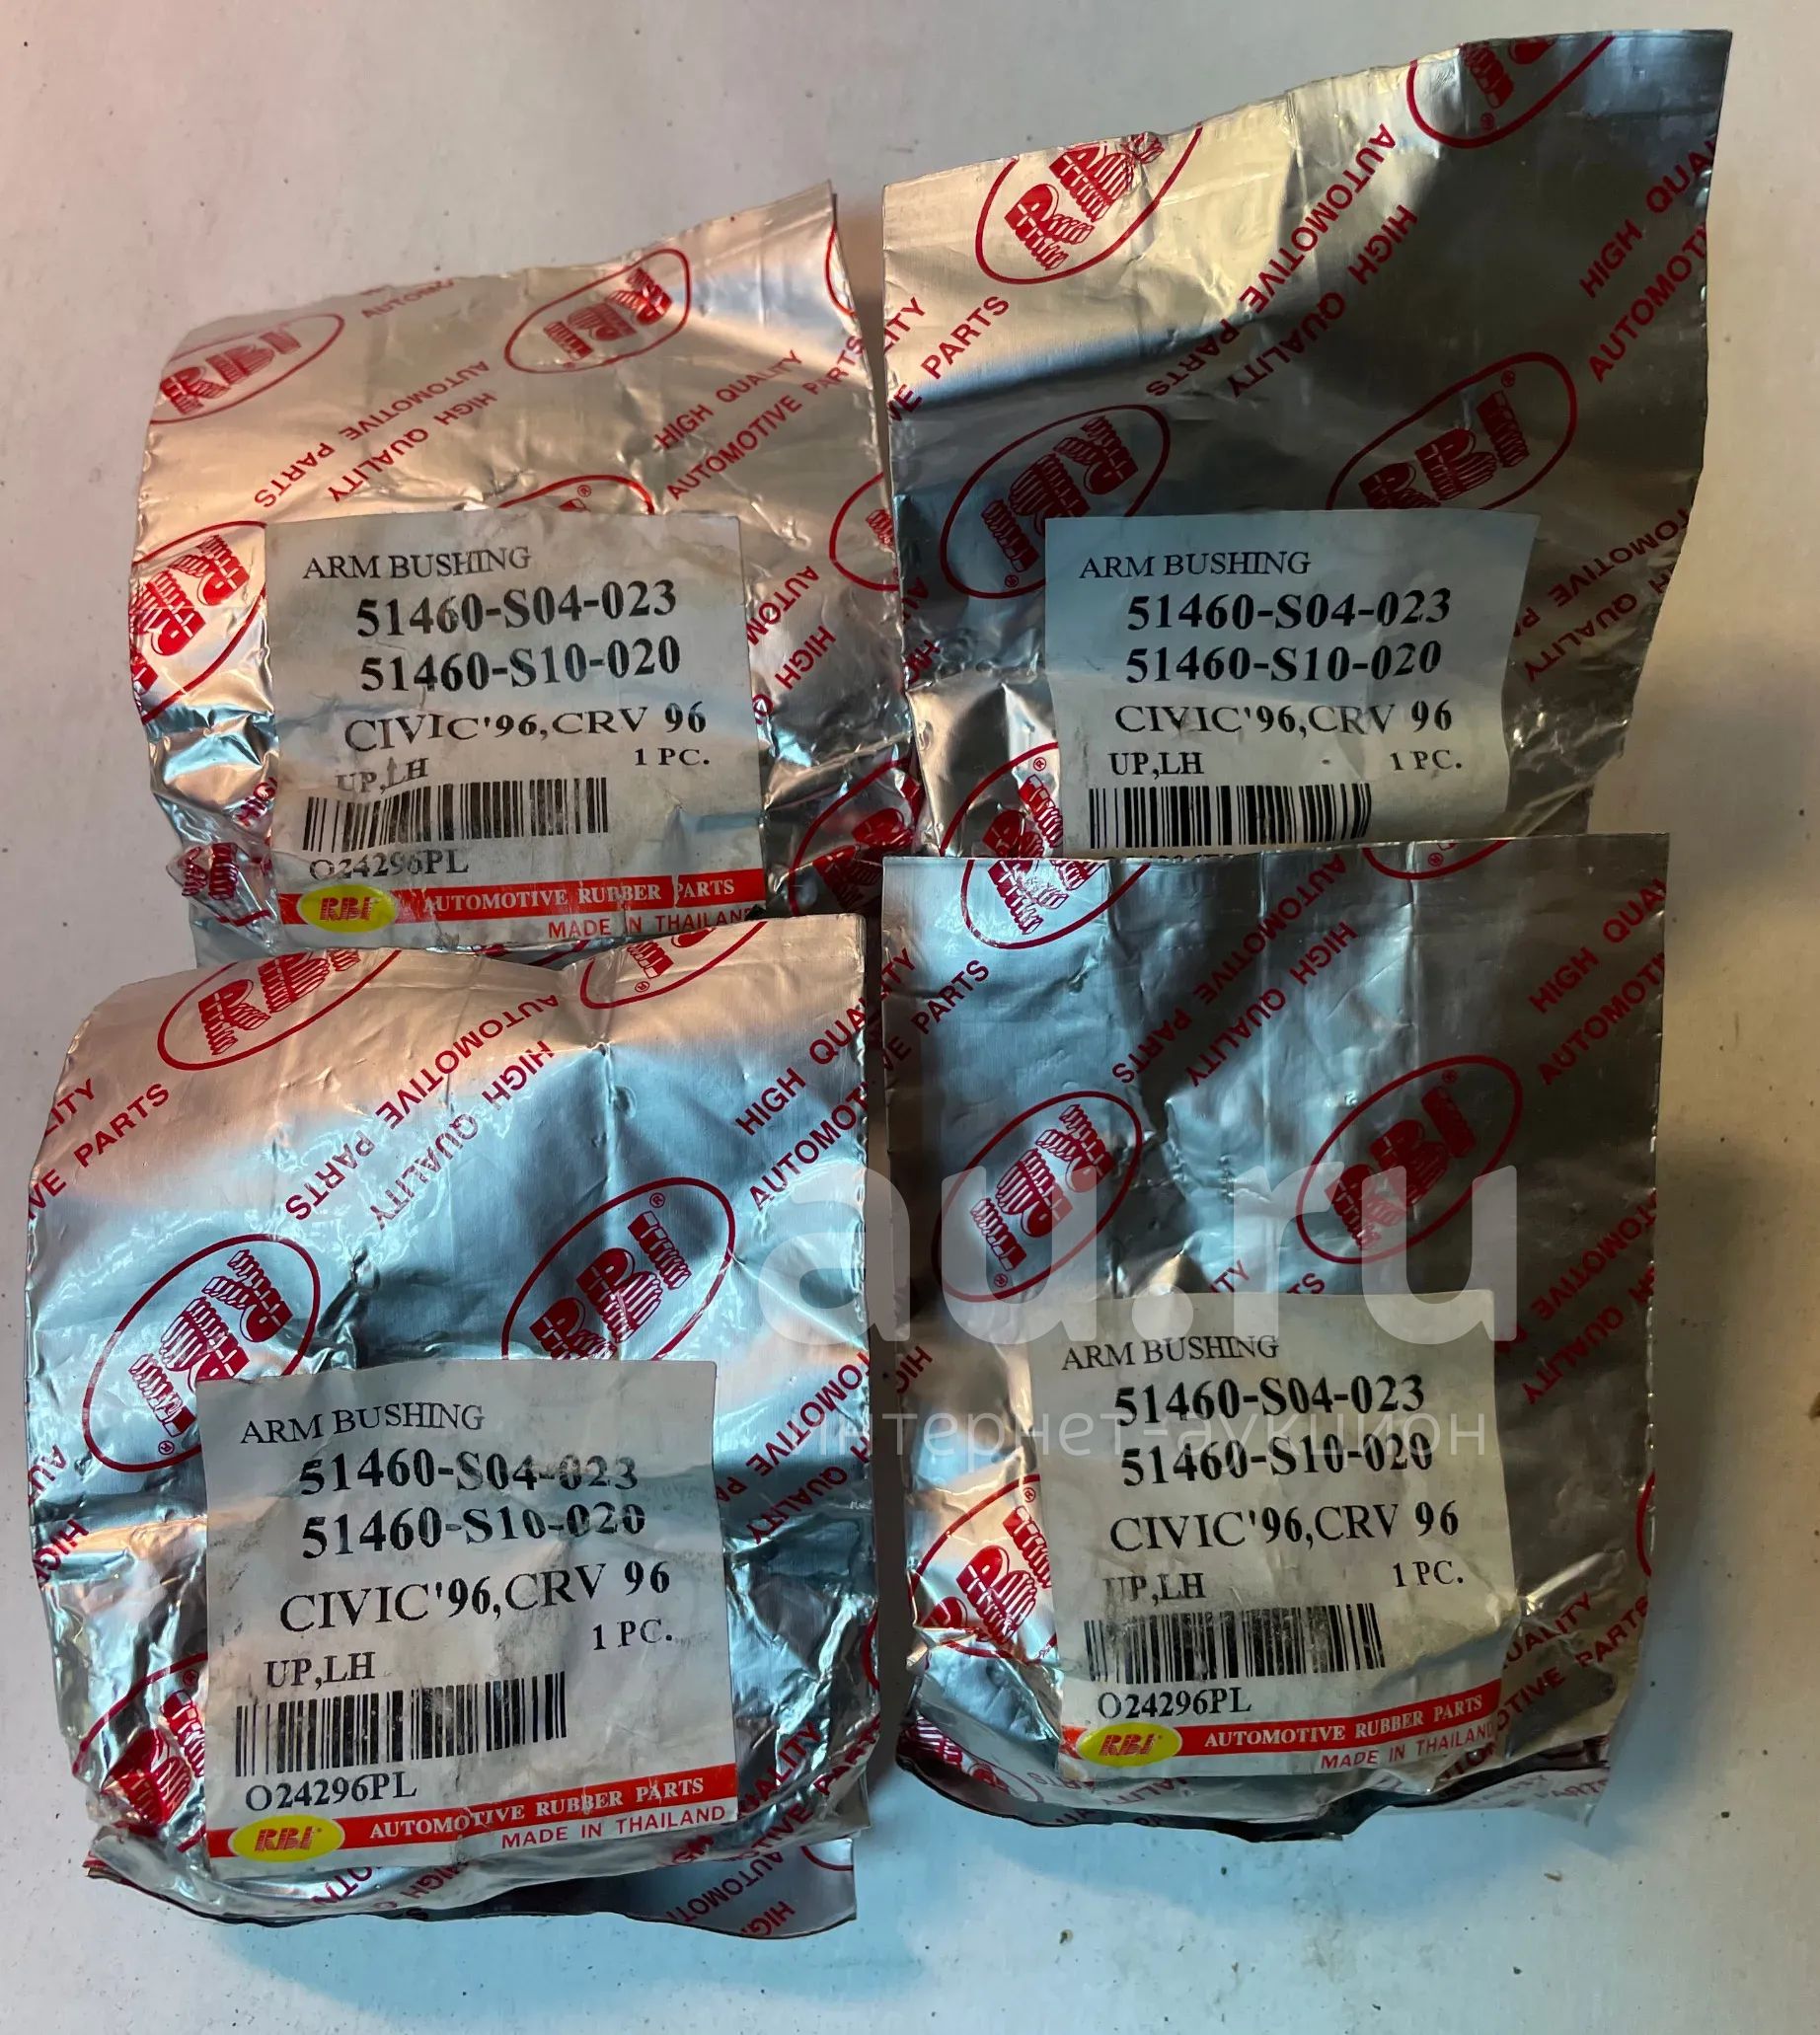 ARM BUSHING
51460-S04-023
51460-S10-020
CIVIC'96,CRV 96
UP,LH 1 PC.
O24296PL
RBI AUTOMOTIVE RUBBER PARTS
MADE IN THAILAND
ARM BUSHING
51460-S04-023
51460-S10-020
CIVIC'96,CRV 96
UP,LH 1 PC.
ARM BUSHING
51460-S04-023
51460-S10-020
CIVIC'96,CRV 96
1 PC.
UP,LH
O24296PL
RBI AUTOMOTIVE RUBBER PARTS
MADE IN THAILAND
ARM BUSHING
51460-S04-023
51460-S10-020
CIVIC'96,CRV 96
UP,LH 1 PC.
O24296PL
RBI AUTOMOTIVE RUBBER PARTS
MADE IN THAILAND
RBI
HIGH QUALITY
AUTOMOTIVE PARTS
au.ru
интернет-аукцион